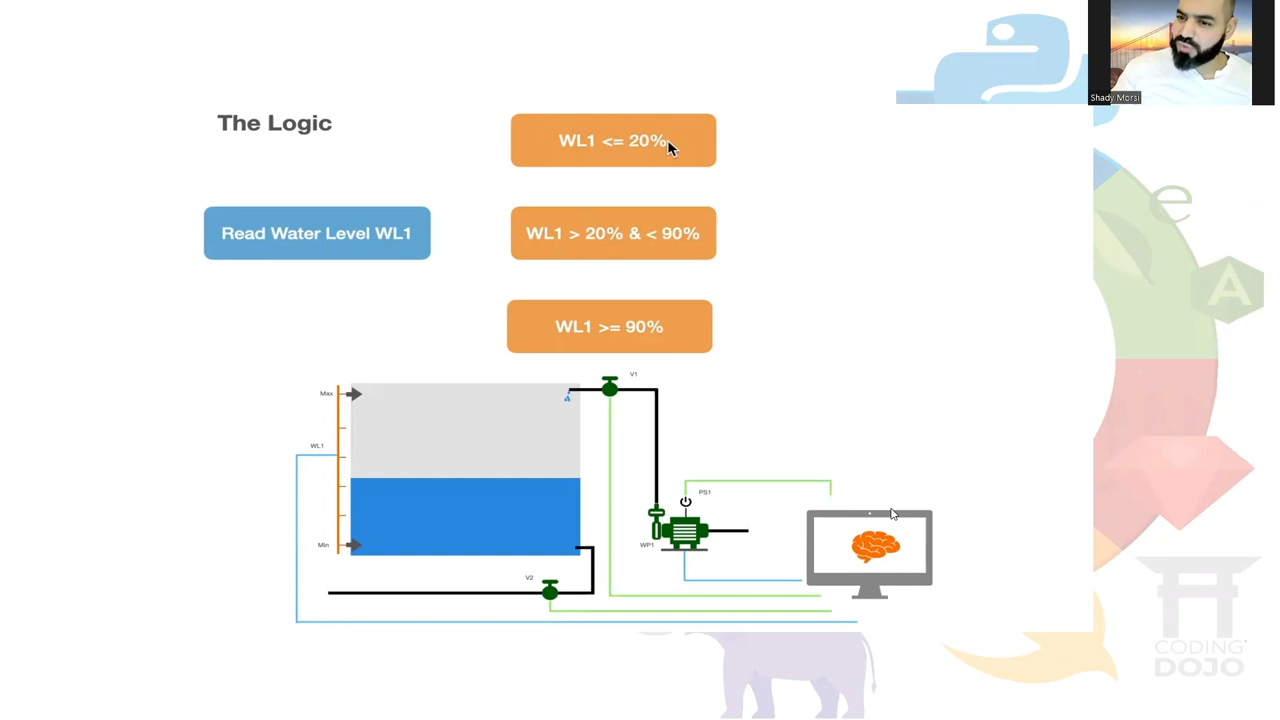 Shady Morsi
The Logic
WL1 <= 20%
Read Water Level WL1
WL1 > 20% & < 90%
WL1 >= 90%
V1
Max
WL1
PS1
Min
WP1
V2
e
A
CODING
DOJO